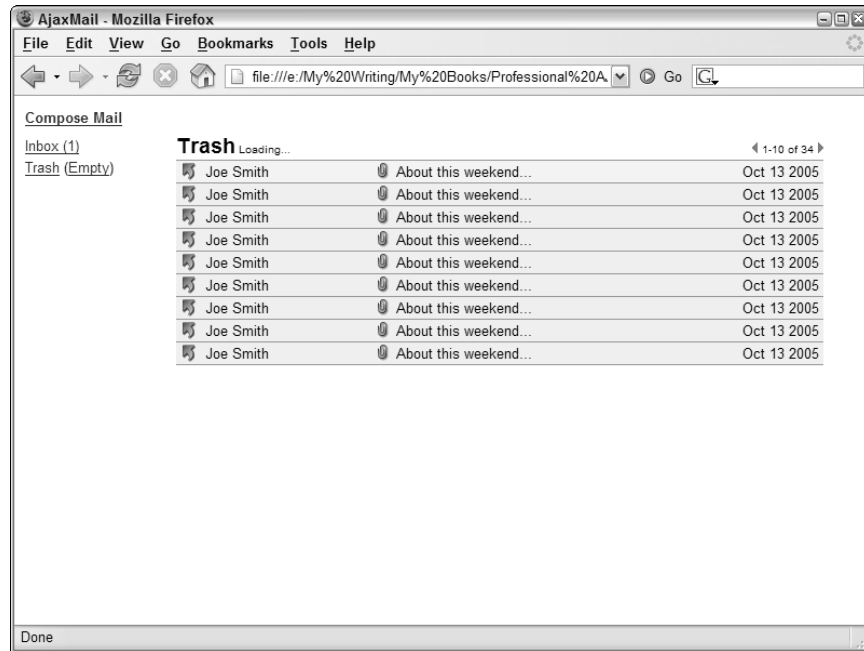 AjaxMail - Mozilla Firefox
File Edit View Go Bookmarks Tools Help
file:///e:/My%20Writing/My%20Books/Professional%20A Go G
Compose Mail
Inbox (1)
Trash (Empty)
Trash Loading... 1-10 of 34
Joe Smith About this weekend... Oct 13 2005
Joe Smith About this weekend... Oct 13 2005
Joe Smith About this weekend... Oct 13 2005
Joe Smith About this weekend... Oct 13 2005
Joe Smith About this weekend... Oct 13 2005
Joe Smith About this weekend... Oct 13 2005
Joe Smith About this weekend... Oct 13 2005
Joe Smith About this weekend... Oct 13 2005
Joe Smith About this weekend... Oct 13 2005
Done